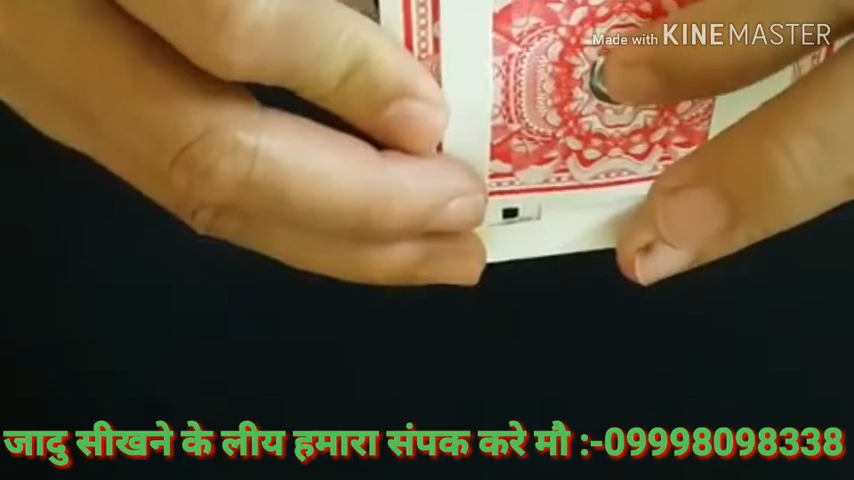 Made with KINEMASTER
जादु सीखने के लीय हमारा संपक करे मौ :-09998098338